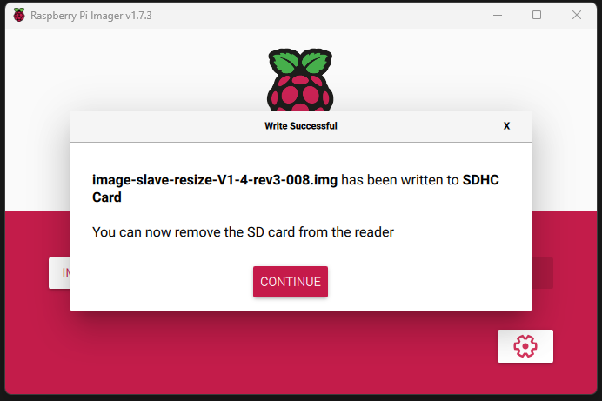 Raspberry Pi Imager v1.7.3
Write Successful
X
image-slave-resize-V1-4-rev3-008.img has been written to SDHC
Card
You can now remove the SD card from the reader
CONTINUE